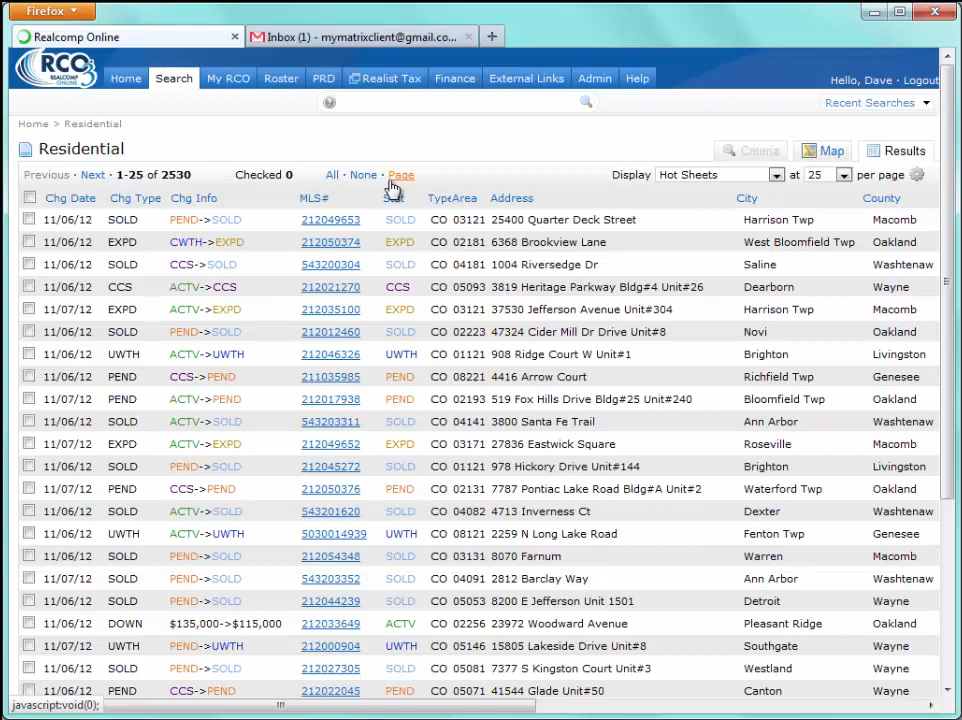 Firefox
Realcomp Online × Inbox (1) - mymatrixclient@gmail.co... × +
RCO3 REALCOMP ONLINE Home Search My RCO Roster PRD Realist Tax Finance External Links Admin Help Hello, Dave · Logout
? Recent Searches
Home > Residential
Residential Criteria Map Results
Previous · Next · 1-25 of 2530 Checked 0 All · None · Page Display Hot Sheets at 25 per page
Chg Date Chg Type Chg Info MLS# Stat Type Area Address City County
11/06/12 SOLD PEND->SOLD 212049653 SOLD CO 03121 25400 Quarter Deck Street Harrison Twp Macomb
11/06/12 EXPD CWTH->EXPD 212050374 EXPD CO 02181 6368 Brookview Lane West Bloomfield Twp Oakland
11/06/12 SOLD CCS->SOLD 543200304 SOLD CO 04181 1004 Riversedge Dr Saline Washtenaw
11/06/12 CCS ACTV->CCS 212021270 CCS CO 05093 3819 Heritage Parkway Bldg#4 Unit#26 Dearborn Wayne
11/07/12 EXPD ACTV->EXPD 212035100 EXPD CO 03121 37530 Jefferson Avenue Unit#304 Harrison Twp Macomb
11/06/12 SOLD PEND->SOLD 212012460 SOLD CO 02223 47324 Cider Mill Dr Drive Unit#8 Novi Oakland
11/06/12 UWTH ACTV->UWTH 212046326 UWTH CO 01121 908 Ridge Court W Unit#1 Brighton Livingston
11/06/12 PEND CCS->PEND 211035985 PEND CO 08221 4416 Arrow Court Richfield Twp Genesee
11/07/12 PEND ACTV->PEND 212017938 PEND CO 02193 519 Fox Hills Drive Bldg#25 Unit#240 Bloomfield Twp Oakland
11/06/12 SOLD PEND->SOLD 543203311 SOLD CO 04141 3800 Santa Fe Trail Ann Arbor Washtenaw
11/07/12 EXPD ACTV->EXPD 212049652 EXPD CO 03171 27836 Eastwick Square Roseville Macomb
11/06/12 SOLD PEND->SOLD 212045272 SOLD CO 01121 978 Hickory Drive Unit#144 Brighton Livingston
11/07/12 PEND CCS->PEND 212050376 PEND CO 02131 7787 Pontiac Lake Road Bldg#A Unit#2 Waterford Twp Oakland
11/06/12 SOLD ACTV->SOLD 543201620 SOLD CO 04082 4713 Inverness Ct Dexter Washtenaw
11/07/12 UWTH ACTV->UWTH 5030014939 UWTH CO 08121 2259 N Long Lake Road Fenton Twp Genesee
11/06/12 SOLD PEND->SOLD 212054348 SOLD CO 03131 8070 Farnum Warren Macomb
11/07/12 SOLD PEND->SOLD 543203352 SOLD CO 04091 2812 Barclay Way Ann Arbor Washtenaw
11/06/12 SOLD PEND->SOLD 212044239 SOLD CO 05053 8200 E Jefferson Unit 1501 Detroit Wayne
11/06/12 DOWN $135,000->$115,000 212033649 ACTV CO 02256 23972 Woodward Avenue Pleasant Ridge Oakland
11/07/12 UWTH PEND->UWTH 212000904 UWTH CO 05146 15805 Lakeside Drive Unit#8 Southgate Wayne
11/06/12 SOLD PEND->SOLD 212027305 SOLD CO 05081 7377 S Kingston Court Unit#3 Westland Wayne
11/06/12 PEND CCS->PEND 212022045 PEND CO 05071 41544 Glade Unit#50 Canton Wayne
javascript:void(0);